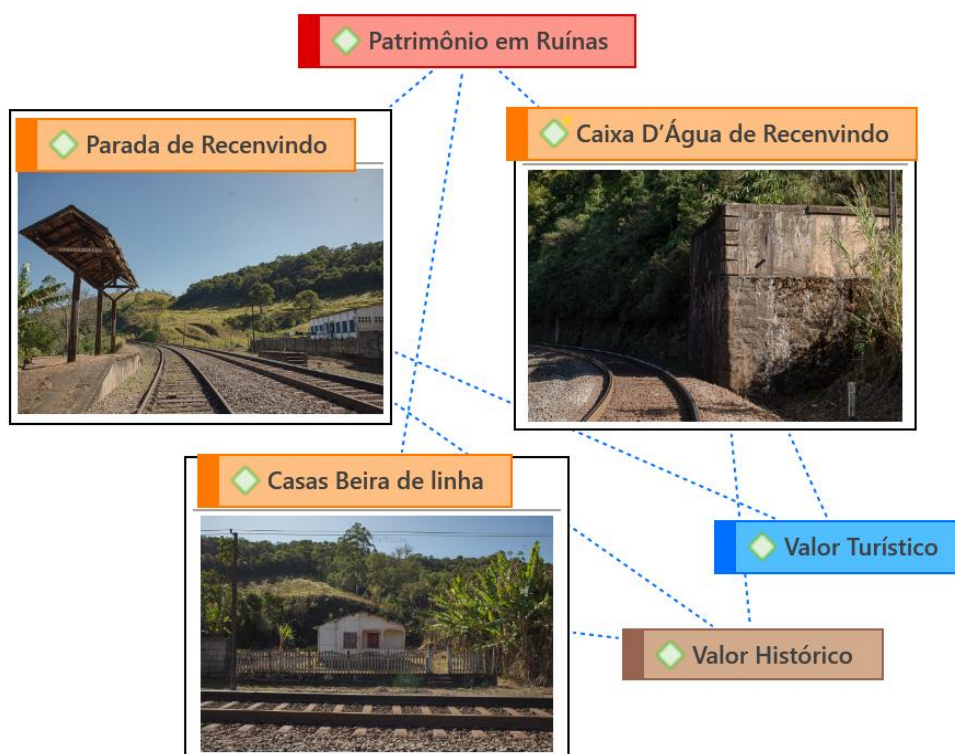 Patrimônio em Ruínas
Parada de Recenvindo
Caixa D’Água de Recenvindo
Casas Beira de linha
Valor Turístico
Valor Histórico